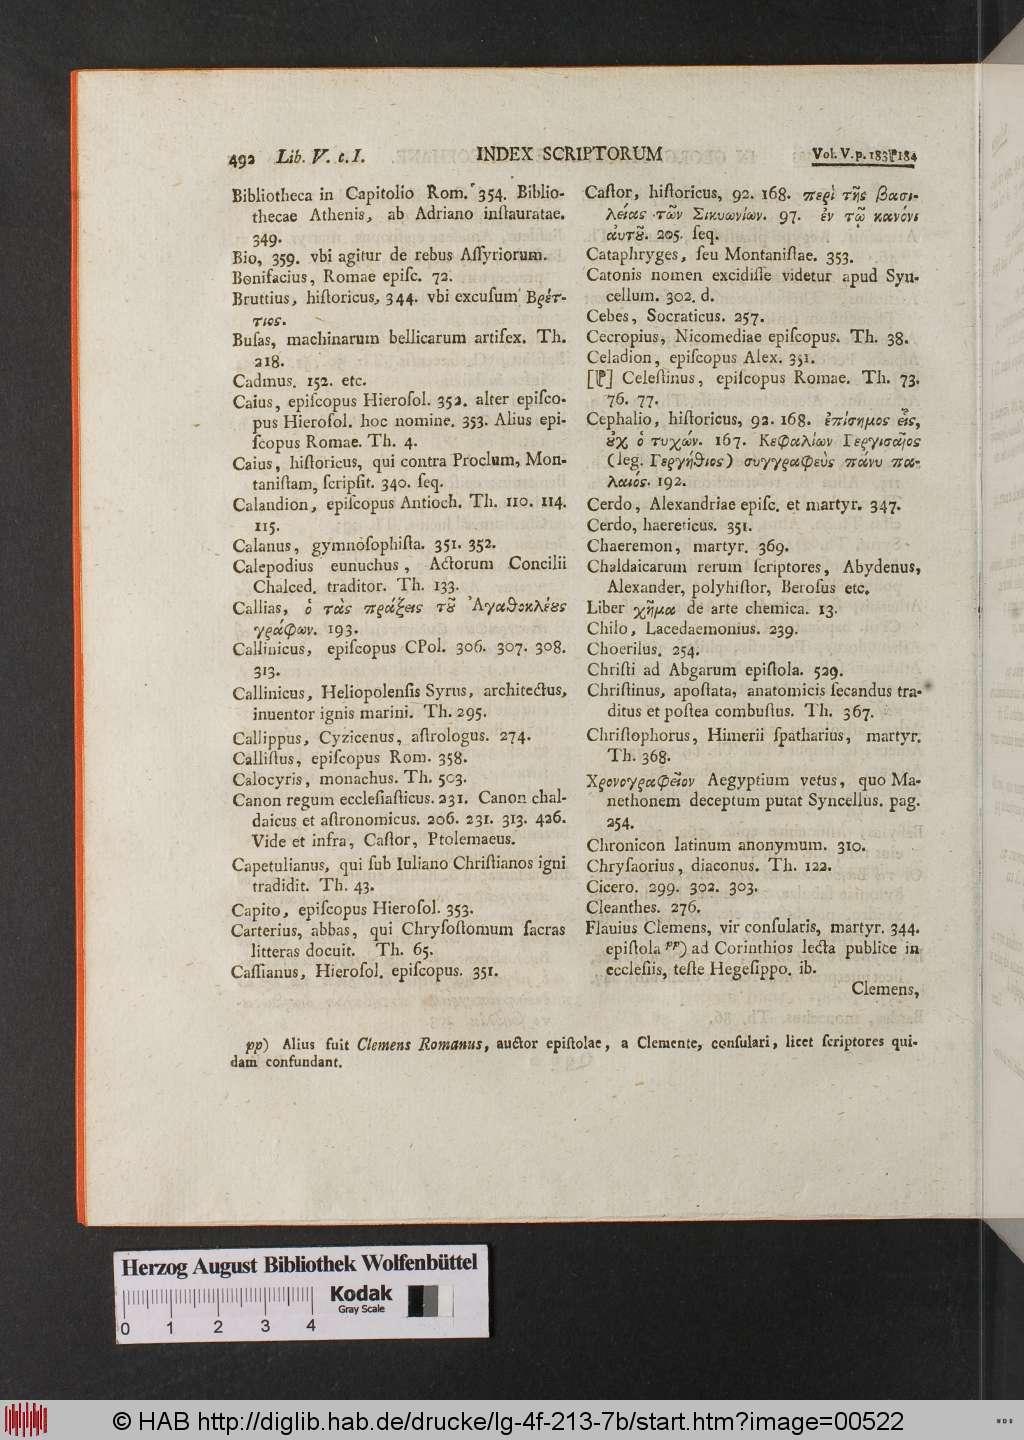 492 Lib. V. c. I. INDEX SCRIPTORUM Vol. V. p. 183 184
Bibliotheca in Capitolio Rom. 354. Biblio-
thecae Athenis, ab Adriano inſtauratae.
349.
Bio, 359. vbi agitur de rebus Aſſyriorum.
Bonifacius, Romae epiſc. 72.
Bruttius, hiſtoricus, 344. vbi excuſum Βρέτ-
τιος.
Buſas, machinarum bellicarum artifex. Th.
218.
Cadmus. 152. etc.
Caius, epiſcopus Hieroſol. 352. alter epiſco-
pus Hieroſol. hoc nomine. 353. Alius epi-
ſcopus Romae. Th. 4.
Caius, hiſtoricus, qui contra Proclum, Mon-
taniſtam, ſcripſit. 340. ſeq.
Calandion, epiſcopus Antioch. Th. 110. 114.
115.
Calanus, gymnoſophiſta. 351. 352.
Calepodius eunuchus, Actorum Concilii
Chalced. traditor. Th. 133.
Callias, ὁ τὰς πράξεις τȣ͂ Ἀγαθοκλέȣς
γράφων. 193.
Callinicus, epiſcopus CPol. 306. 307. 308.
313.
Callinicus, Heliopolenſis Syrus, architectus,
inuentor ignis marini. Th. 295.
Callippus, Cyzicenus, aſtrologus. 274.
Calliſtus, epiſcopus Rom. 358.
Calocyris, monachus. Th. 503.
Canon regum eccleſiaſticus. 231. Canon chal-
daicus et aſtronomicus. 206. 231. 313. 426.
Vide et infra, Caſtor, Ptolemaeus.
Capetulianus, qui ſub Iuliano Chriſtianos igni
tradidit. Th. 43.
Capito, epiſcopus Hieroſol. 353.
Carterius, abbas, qui Chryſoſtomum ſacras
litteras docuit. Th. 65.
Caſſianus, Hieroſol. epiſcopus. 351.
Caſtor, hiſtoricus, 92. 168. περὶ τῆς βασι-
λείας τῶν Σικυωνίων. 97. ἐν τῷ κανόνι
ἀυτȣ͂. 205. ſeq.
Cataphryges, ſeu Montaniſtae. 353.
Catonis nomen excidiſſe videtur apud Syn-
cellum. 302. d.
Cebes, Socraticus. 257.
Cecropius, Nicomediae epiſcopus. Th. 38.
Celadion, epiſcopus Alex. 351.
[] Celeſtinus, epiſcopus Romae. Th. 73.
76. 77.
Cephalio, hiſtoricus, 92. 168. ἐπίσημος εἷς,
ȣ̓χ ὁ τυχών. 167. Κεφαλίων Γεργισαῖος
(leg. Γεργήθιος) συγγραφεὺς πάνυ πα-
λαιός. 192.
Cerdo, Alexandriae epiſc. et martyr. 347.
Cerdo, haereticus. 351.
Chaeremon, martyr. 369.
Chaldaicarum rerum ſcriptores, Abydenus,
Alexander, polyhiſtor, Beroſus etc.
Liber χῆμα de arte chemica. 13.
Chilo, Lacedaemonius. 239.
Choerilus. 254.
Chriſti ad Abgarum epiſtola. 529.
Chriſtinus, apoſtata, anatomicis ſecandus tra-
ditus et poſtea combuſtus. Th. 367.
Chriſtophorus, Himerii ſpatharius, martyr.
Th. 368.
Χρονογραφεῖον Aegyptium vetus, quo Ma-
nethonem deceptum putat Syncellus. pag.
254.
Chronicon latinum anonymum. 310.
Chryſaorius, diaconus. Th. 122.
Cicero. 299. 302. 303.
Cleanthes. 276.
Flauius Clemens, vir conſularis, martyr. 344.
epiſtola pp) ad Corinthios lecta publice in
eccleſiis, teſte Hegeſippo. ib.
Clemens,
pp) Alius fuit Clemens Romanus, auctor epiſtolae, a Clemente, conſulari, licet ſcriptores qui-
dam confundant.
Herzog August Bibliothek Wolfenbüttel
Kodak
Gray Scale
0 1 2 3 4
© HAB http://diglib.hab.de/drucke/lg-4f-213-7b/start.htm?image=00522